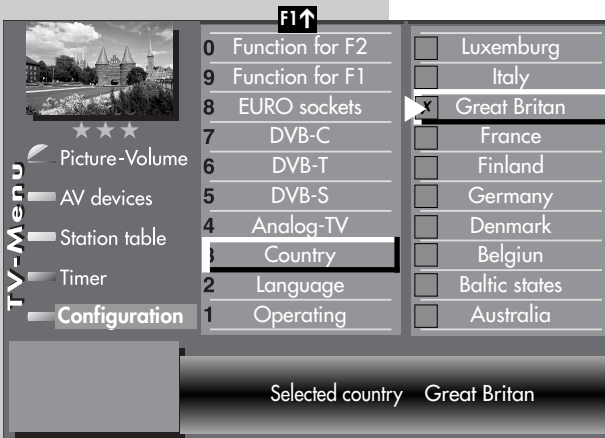 F1↑
0 Function for F2
9 Function for F1
8 EURO sockets
7 DVB-C
6 DVB-T
5 DVB-S
4 Analog-TV
3 Country
2 Language
1 Operating
Luxemburg
Italy
x Great Britan
France
Finland
Germany
Denmark
Belgiun
Baltic states
Australia
TV-Menu
Picture-Volume
AV devices
Station table
Timer
Configuration
Selected country Great Britan